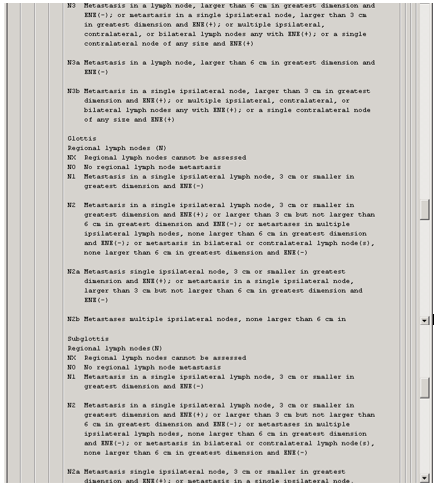 N3  Metastasis in a lymph node, larger than 6 cm in greatest dimension and
ENE(-); or metastasis in a single ipsilateral node, larger than 3 cm
in greatest dimension and ENE(+); or multiple ipsilateral,
contralateral, or bilateral lymph nodes any with ENE(+); or a single
contralateral node of any size and ENE(+)
N3a Metastasis in a lymph node, larger than 6 cm in greatest dimension and
ENE(-)
N3b Metastasis in a single ipsilateral node, larger than 3 cm in greatest
dimension and ENE(+); or multiple ipsilateral, contralateral, or
bilateral lymph nodes any with ENE(+); or a single contralateral node
of any size and ENE(+)
Glottis
Regional lymph nodes (N)
NX  Regional lymph nodes cannot be assessed
N0  No regional lymph node metastasis
N1  Metastasis in a single ipsilateral lymph node, 3 cm or smaller in
greatest dimension and ENE(-)
N2  Metastasis in a single ipsilateral lymph node, 3 cm or smaller in
greatest dimension and ENE(+); or larger than 3 cm but not larger than
6 cm in greatest dimension and ENE(-); or metastases in multiple
ipsilateral lymph nodes, none larger than 6 cm in greatest dimension
and ENE(-); or metastasis in bilateral or contralateral lymph node(s),
none larger than 6 cm in greatest dimension and ENE(-)
N2a Metastasis single ipsilateral node, 3 cm or smaller in greatest
dimension and ENE(+); or metastasis in a single ipsilateral node,
larger than 3 cm but not larger than 6 cm in greatest dimension and
ENE(-)
N2b Metastases multiple ipsilateral nodes, none larger than 6 cm in
Subglottis
Regional lymph nodes(N)
NX  Regional lymph nodes cannot be assessed
N0  No regional lymph node metastasis
N1  Metastasis in a single ipsilateral lymph node, 3 cm or smaller in
greatest dimension and ENE(-)
N2  Metastasis in a single ipsilateral lymph node, 3 cm or smaller in
greatest dimension and ENE(+); or larger than 3 cm but not larger than
6 cm in greatest dimension and ENE(-); or metastases in multiple
ipsilateral lymph nodes, none larger than 6 cm in greatest dimension
and ENE(-); or metastasis in bilateral or contralateral lymph node(s),
none larger than 6 cm in greatest dimension and ENE(-)
N2a Metastasis single ipsilateral node, 3 cm or smaller in greatest
dimension and ENE(+); or metastasis in a single ipsilateral node,